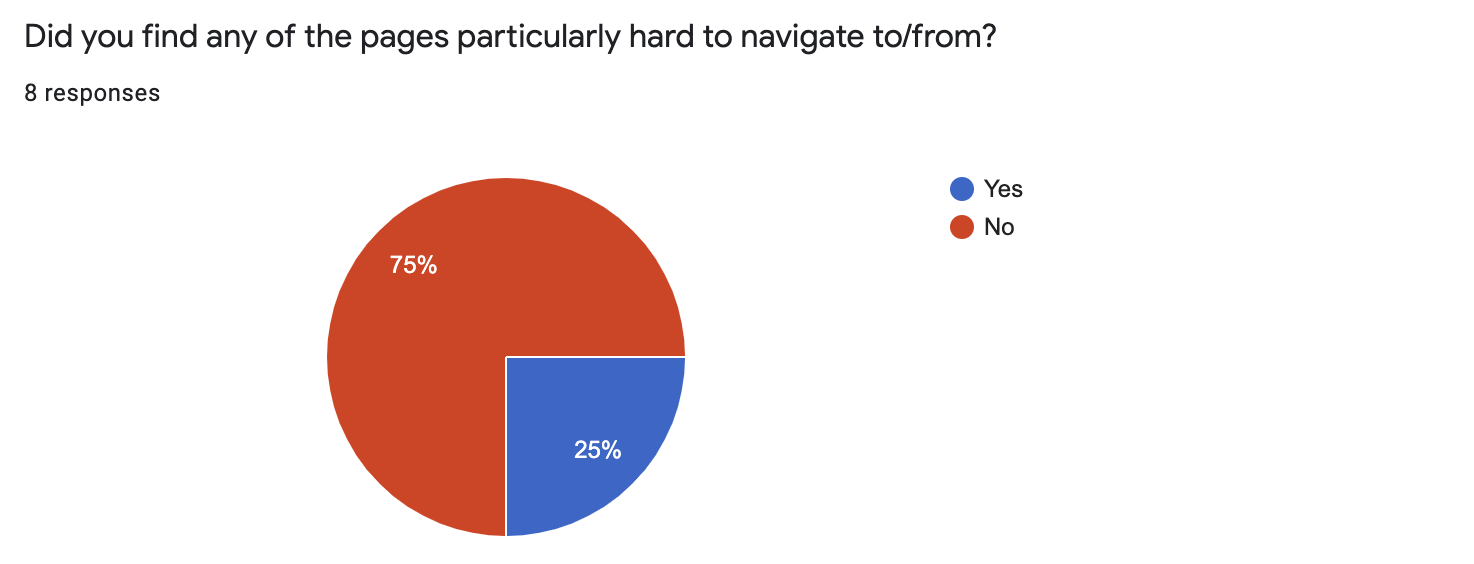 Did you find any of the pages particularly hard to navigate to/from?
8 responses
Yes
No
75%
25%